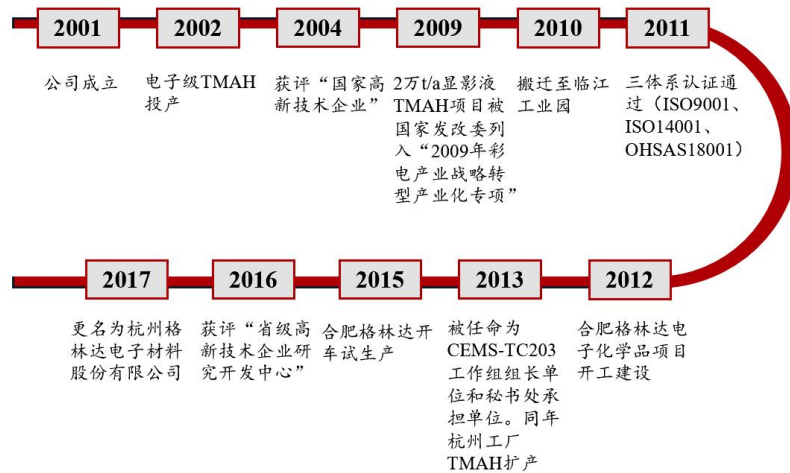 2001
公司成立
2002
电子级TMAH
投产
2004
获评“国家高
新技术企业”
2009
2万t/a显影液
TMAH项目被
国家发改委列
入“2009年彩
电产业战略转
型产业化专项”
2010
搬迁至临江
工业园
2011
三体系认证通
过（ISO9001、
ISO14001、
OHSAS18001）
2012
合肥格林达电
子化学品项目
开工建设
2013
被任命为
CEMS-TC203
工作组组长单
位和秘书处承
担单位。同年
杭州工厂
TMAH扩产
2015
合肥格林达开
车试生产
2016
获评“省级高
新技术企业研
究开发中心”
2017
更名为杭州格
林达电子材料
股份有限公司